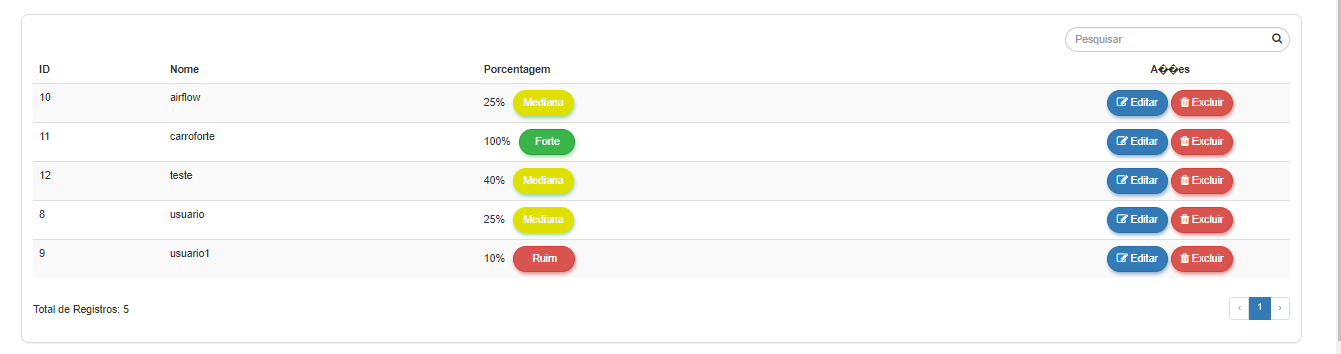 Pesquisar
ID Nome Porcentagem A��es
10 airflow 25% Mediana Editar Excluir
11 carroforte 100% Forte Editar Excluir
12 teste 40% Mediana Editar Excluir
8 usuario 25% Mediana Editar Excluir
9 usuario1 10% Ruim Editar Excluir
Total de Registros: 5 ‹ 1 ›